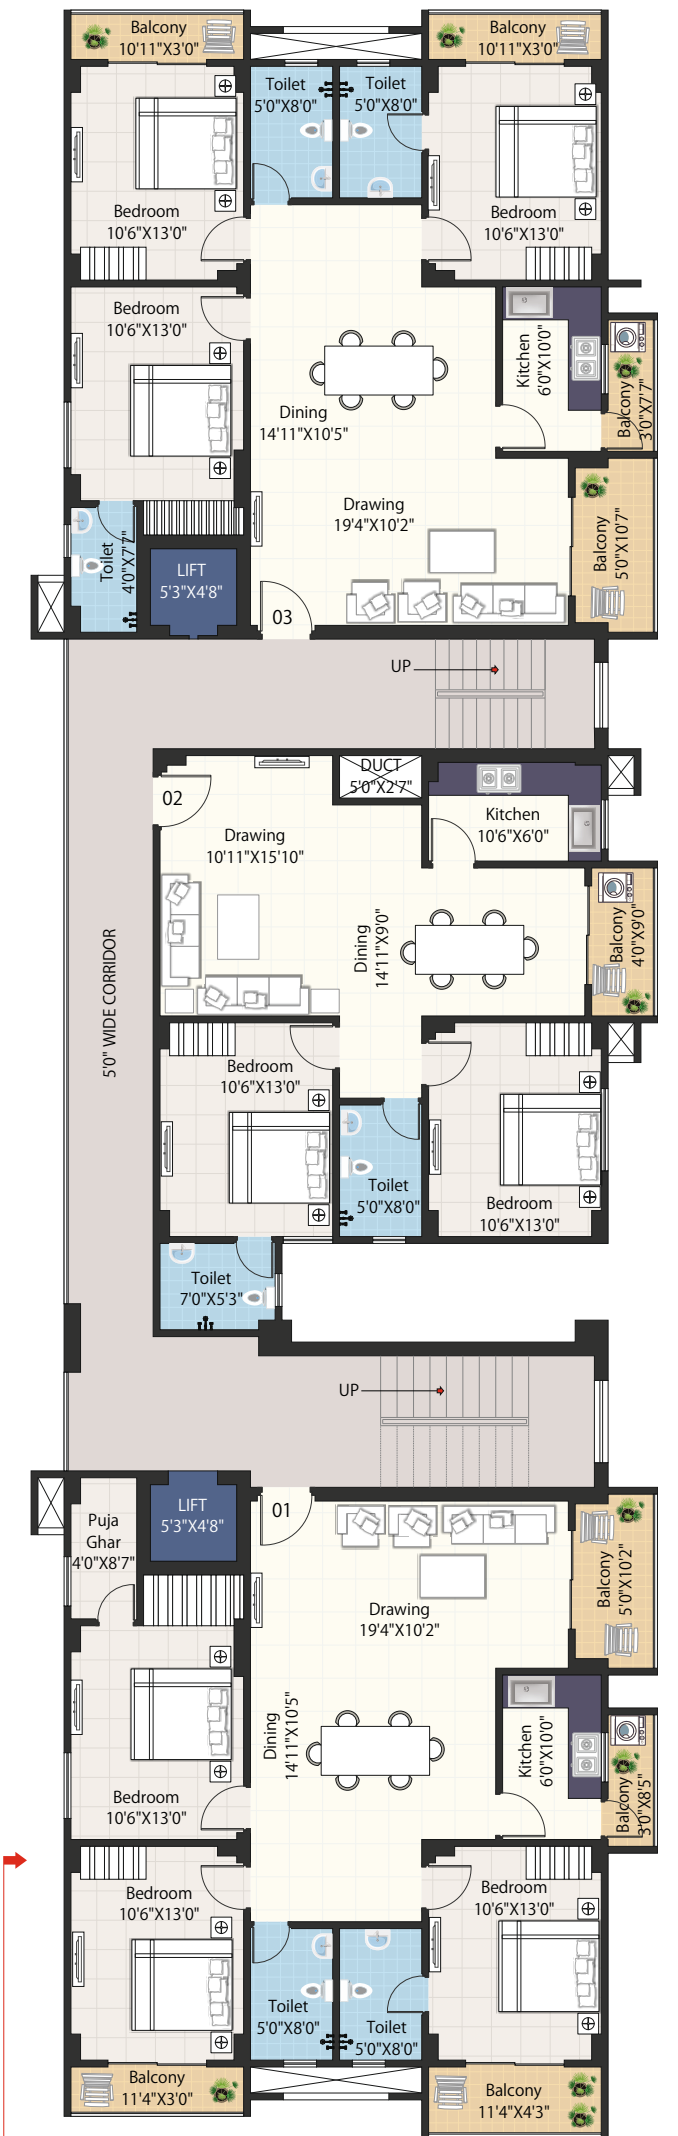 Balcony
10'11"X3'0"
Balcony
10'11"X3'0"
Toilet
5'0"X8'0"
Toilet
5'0"X8'0"
Bedroom
10'6"X13'0"
Bedroom
10'6"X13'0"
Bedroom
10'6"X13'0"
Kitchen
6'0"X10'0"
Balcony
3'0"X7'7"
Dining
14'11"X10'5"
Drawing
19'4"X10'2"
Balcony
5'0"X10'7"
Toilet
4'0"X7'7"
LIFT
5'3"X4'8"
03
UP
DUCT
5'0"X2'7"
02
Kitchen
10'6"X6'0"
Drawing
10'11"X15'10"
Dining
14'11"X9'0"
Balcony
4'0"X9'0"
5'0" WIDE CORRIDOR
Bedroom
10'6"X13'0"
Toilet
5'0"X8'0"
Bedroom
10'6"X13'0"
Toilet
7'0"X5'3"
UP
LIFT
5'3"X4'8"
01
Puja
Ghar
4'0"X8'7"
Balcony
5'0"X10'2"
Drawing
19'4"X10'2"
Dining
14'11"X10'5"
Kitchen
6'0"X10'0"
Balcony
3'0"X8'5"
Bedroom
10'6"X13'0"
Bedroom
10'6"X13'0"
Bedroom
10'6"X13'0"
Toilet
5'0"X8'0"
Toilet
5'0"X8'0"
Balcony
11'4"X3'0"
Balcony
11'4"X4'3"